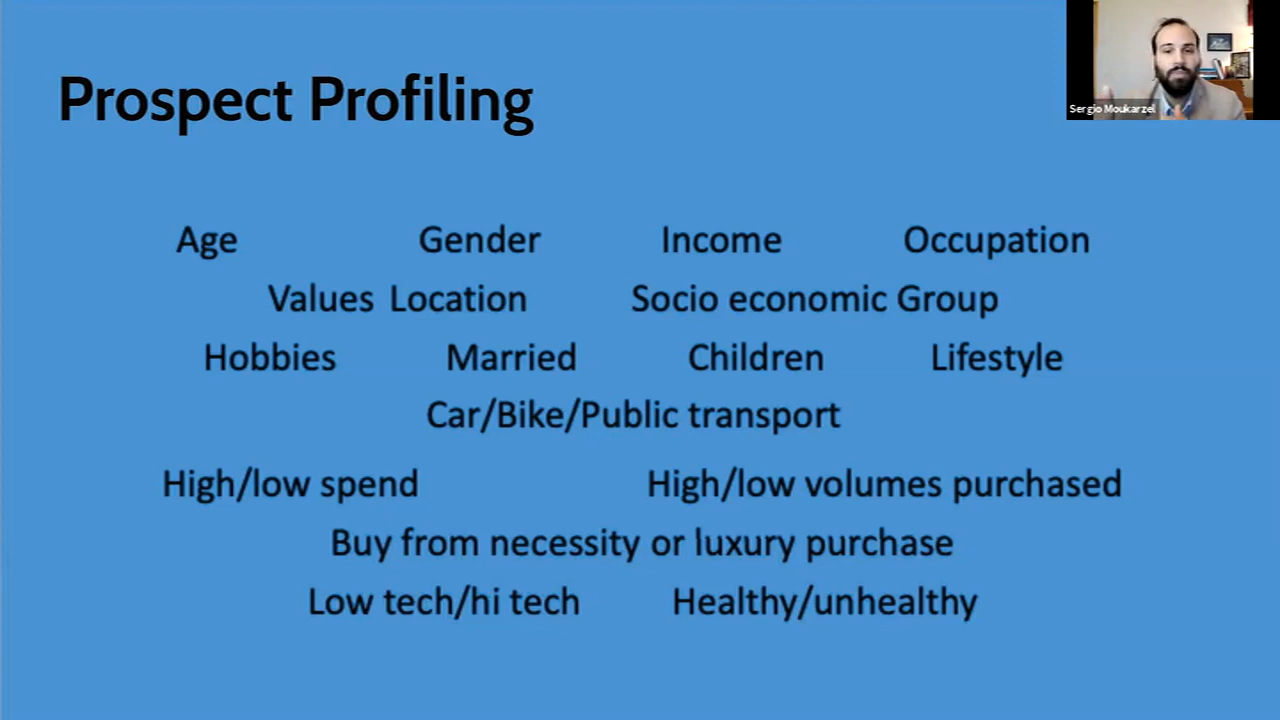 Prospect Profiling
Sergio Moukarzel
Age Gender Income Occupation
Values Location Socio economic Group
Hobbies Married Children Lifestyle
Car/Bike/Public transport
High/low spend High/low volumes purchased
Buy from necessity or luxury purchase
Low tech/hi tech Healthy/unhealthy